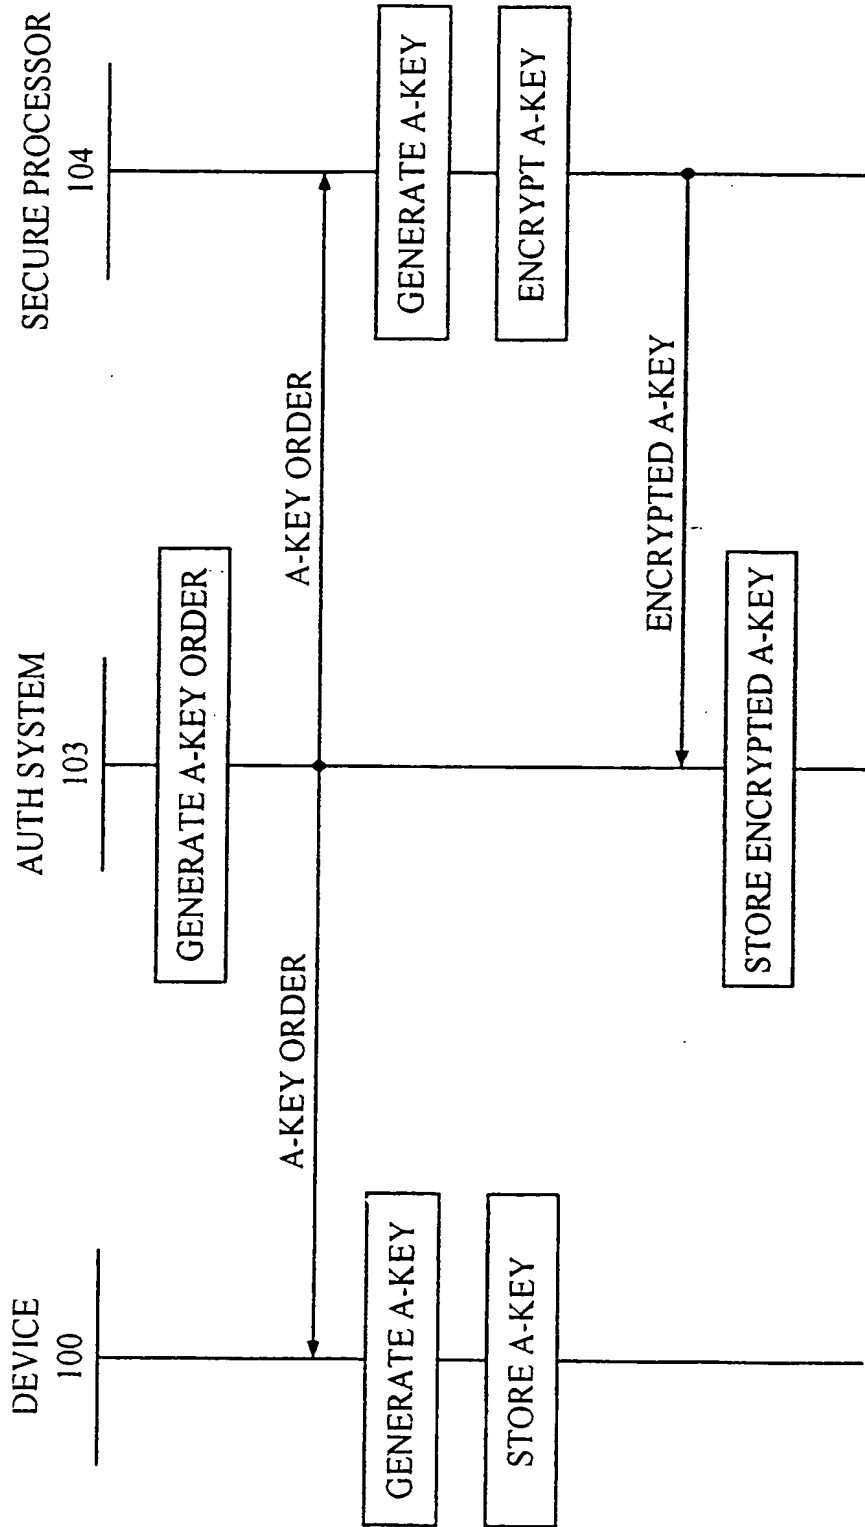 DEVICE
100
AUTH SYSTEM
103
SECURE PROCESSOR
104
GENERATE A-KEY ORDER
A-KEY ORDER
A-KEY ORDER
GENERATE A-KEY
GENERATE A-KEY
STORE A-KEY
ENCRYPT A-KEY
ENCRYPTED A-KEY
STORE ENCRYPTED A-KEY